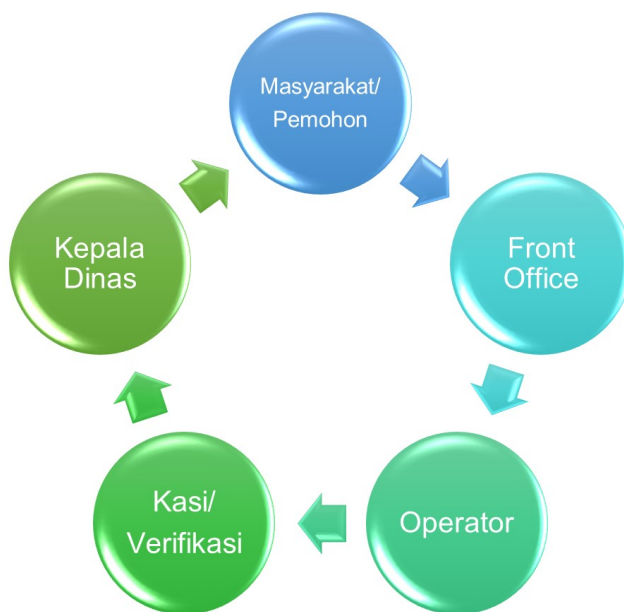 Masyarakat/
Pemohon
Front
Office
Operator
Kasi/
Verifikasi
Kepala
Dinas